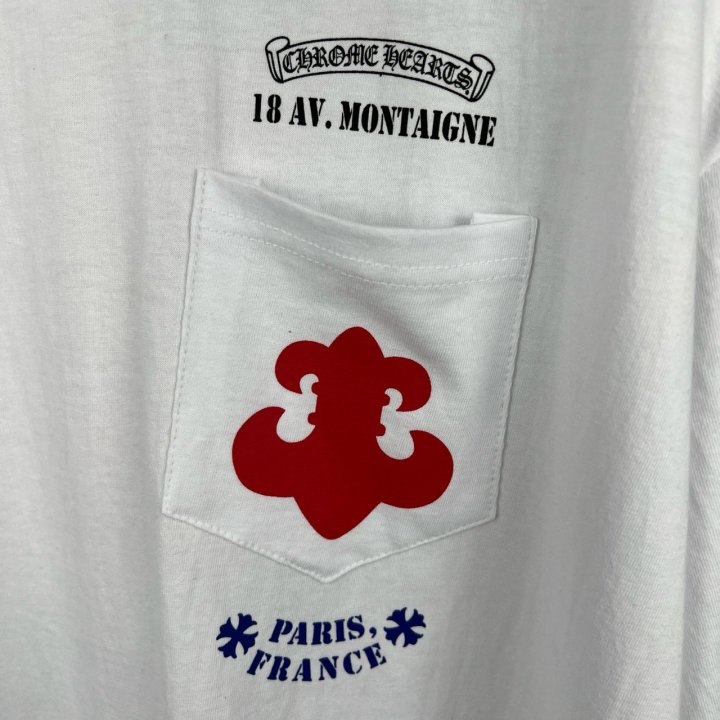 CHROME HEARTS
18 AV. MONTAIGNE
PARIS,
FRANCE